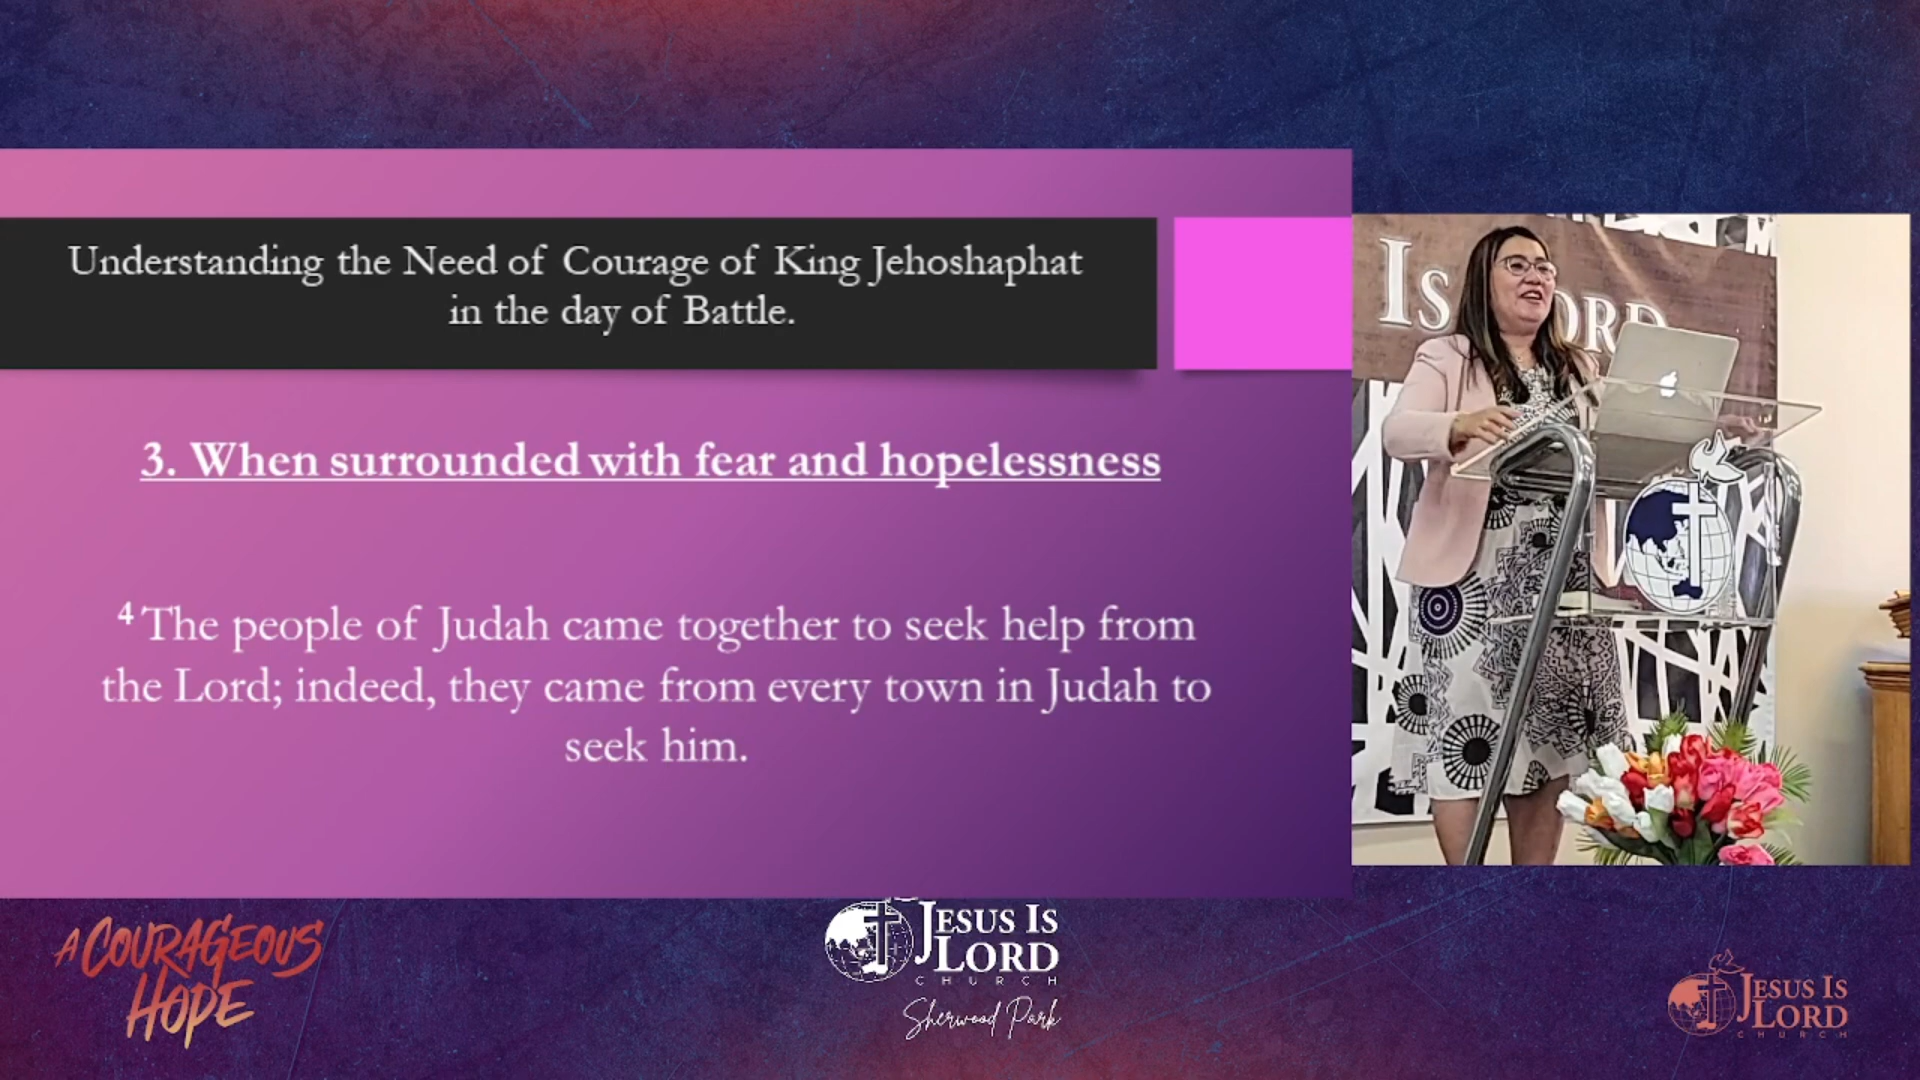 Understanding the Need of Courage of King Jehoshaphat
in the day of Battle.
3. When surrounded with fear and hopelessness
4 The people of Judah came together to seek help from
the Lord; indeed, they came from every town in Judah to
seek him.
IS LORD
A COURAGEOUS
HOPE
JESUS IS
LORD
CHURCH
Sherwood Park
JESUS IS
LORD
CHURCH